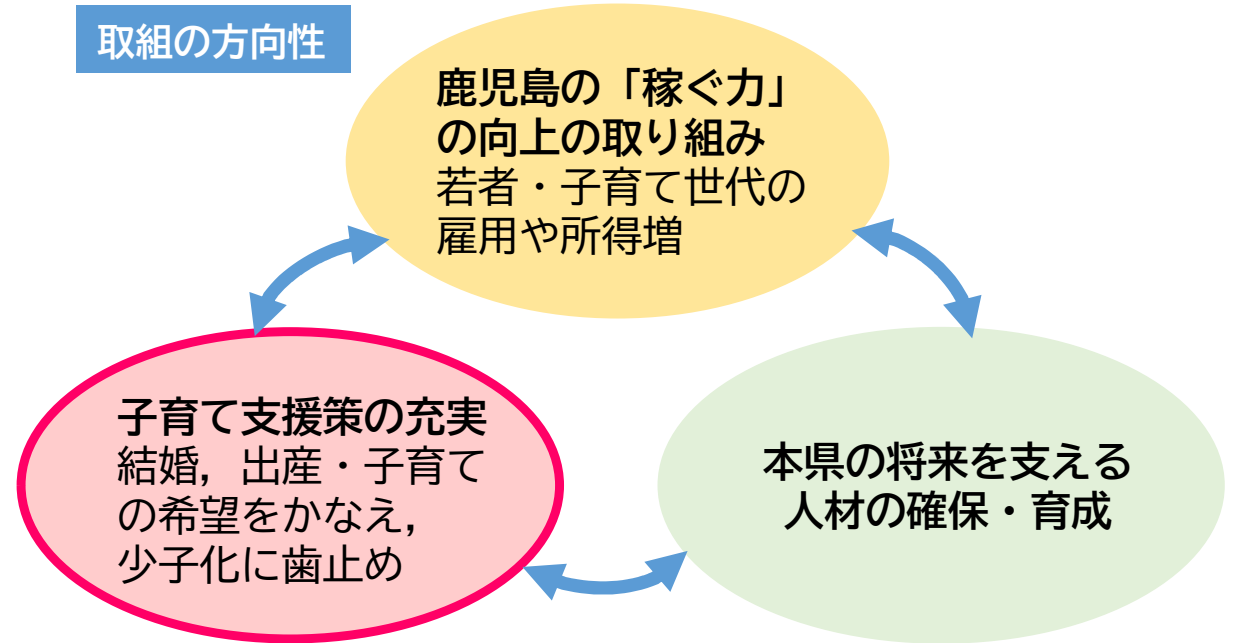 取組の方向性
鹿児島の「稼ぐ力」
の向上の取り組み
若者・子育て世代の
雇用や所得増
子育て支援策の充実
結婚，出産・子育て
の希望をかなえ，
少子化に歯止め
本県の将来を支える
人材の確保・育成